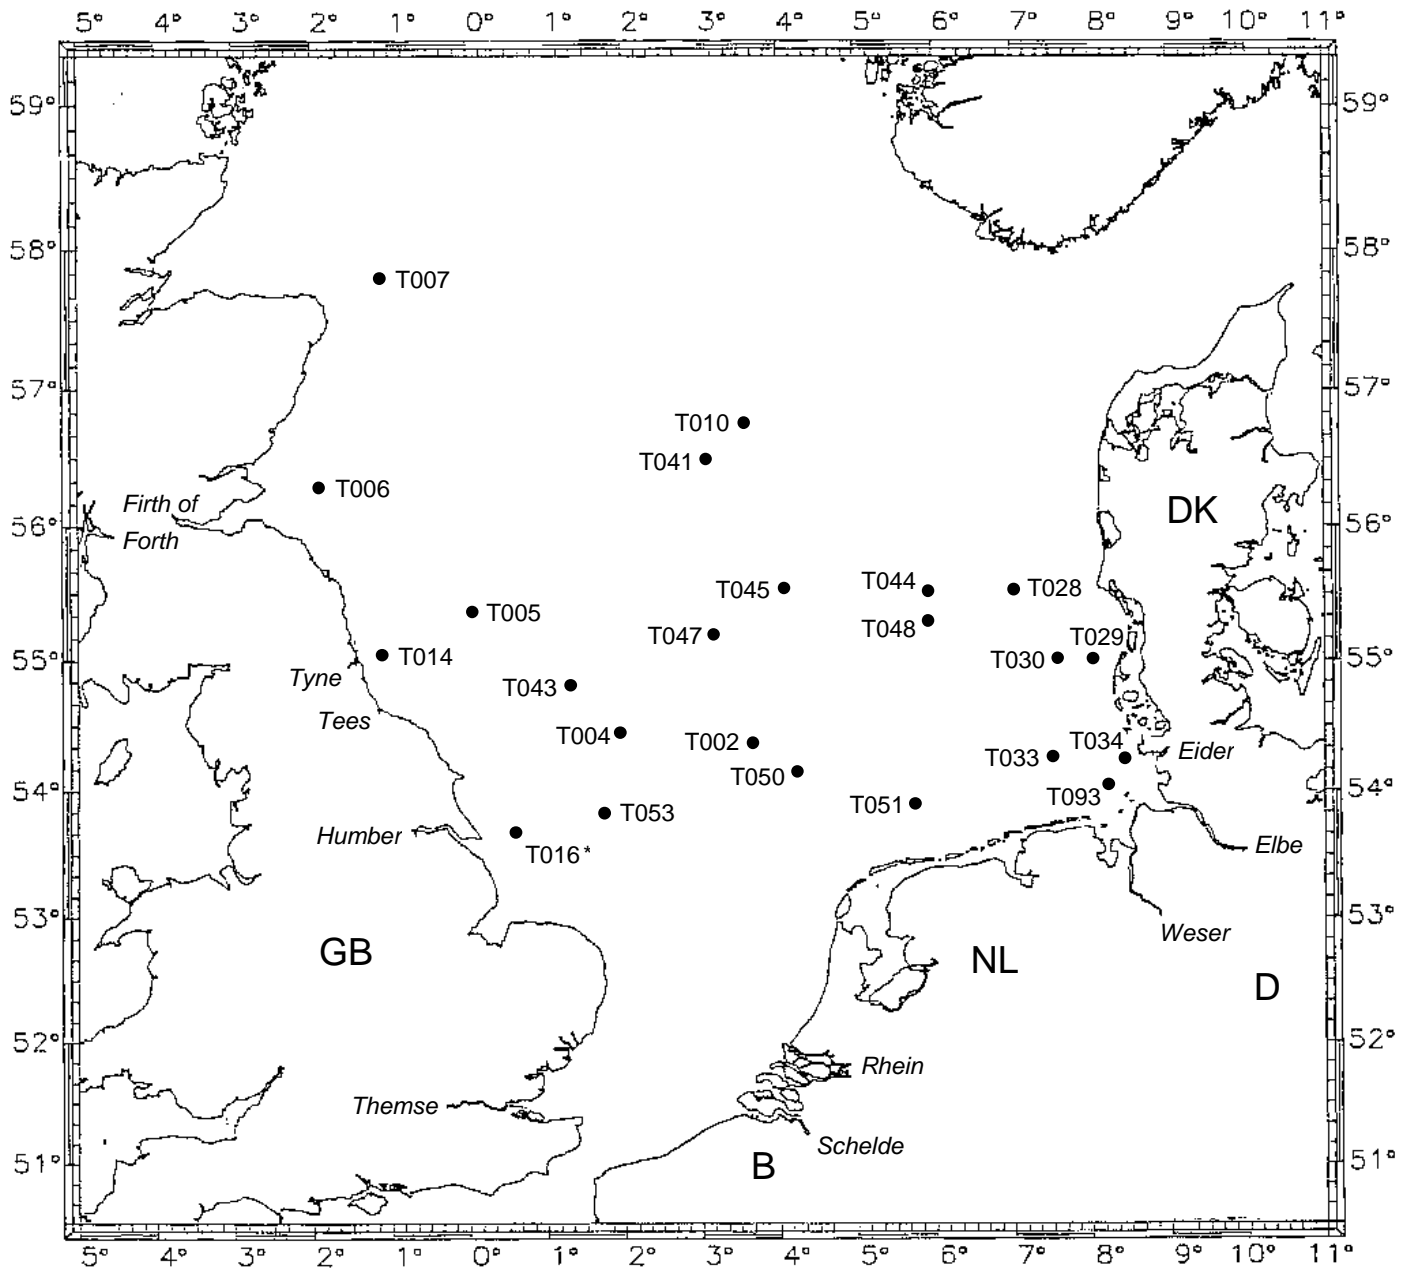 5° 4° 3° 2° 1° 0° 1° 2° 3° 4° 5° 6° 7° 8° 9° 10° 11°
59° 59°
58° 58°
T007
57° 57°
T010
T041
T006
Firth of
Forth
DK
56° 56°
T045 T044 T028
T005 T048
T047 T029
T014 T030
55° 55°
Tyne
T043
Tees
T004 T002 T034
T033 Eider
T050
54° 54°
T051 T093
T053
Humber
T016*
Elbe
53° 53°
Weser
GB NL
D
52° 52°
Rhein
Themse
Schelde
51° B 51°
5° 4° 3° 2° 1° 0° 1° 2° 3° 4° 5° 6° 7° 8° 9° 10° 11°